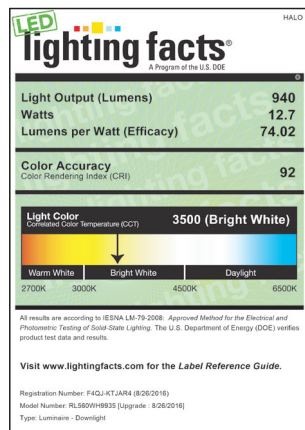 HALO
LED
lighting facts®
A Program of the U.S. DOE
Light Output (Lumens) 940
Watts 12.7
Lumens per Watt (Efficacy) 74.02
Color Accuracy 92
Color Rendering Index (CRI)
Light Color 3500 (Bright White)
Correlated Color Temperature (CCT)
Warm White Bright White Daylight
2700K 3000K 4500K 6500K
All results are according to IESNA LM-79-2008: Approved Method for the Electrical and
Photometric Testing of Solid-State Lighting. The U.S. Department of Energy (DOE) verifies
product test data and results.
Visit www.lightingfacts.com for the Label Reference Guide.
Registration Number: F4QJ-KTJAR4 (8/26/2016)
Model Number: RL560WH9935 [Upgrade : 8/26/2016]
Type: Luminaire - Downlight